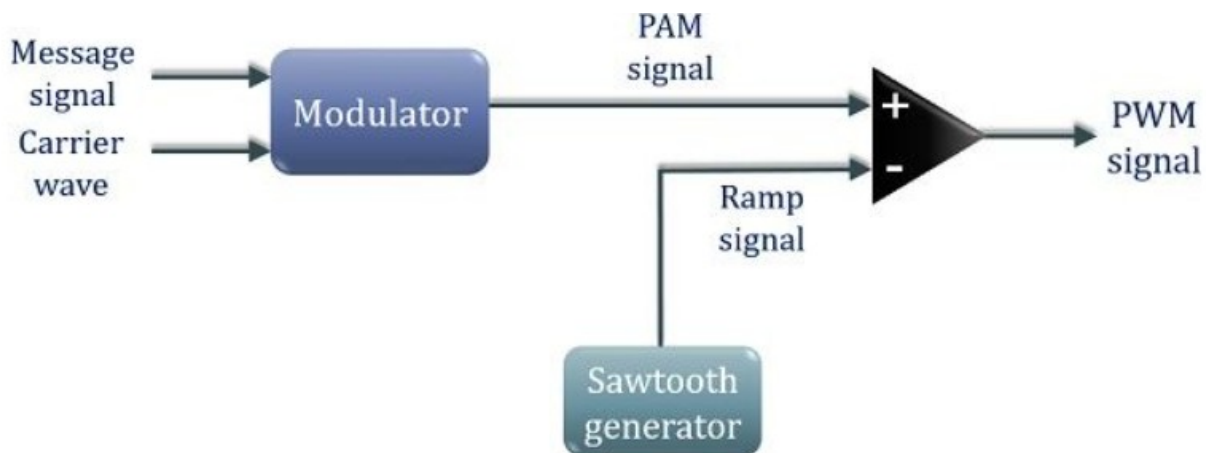 Message
signal
Carrier
wave
Modulator
PAM
signal
+
-
Ramp
signal
Sawtooth
generator
PWM
signal